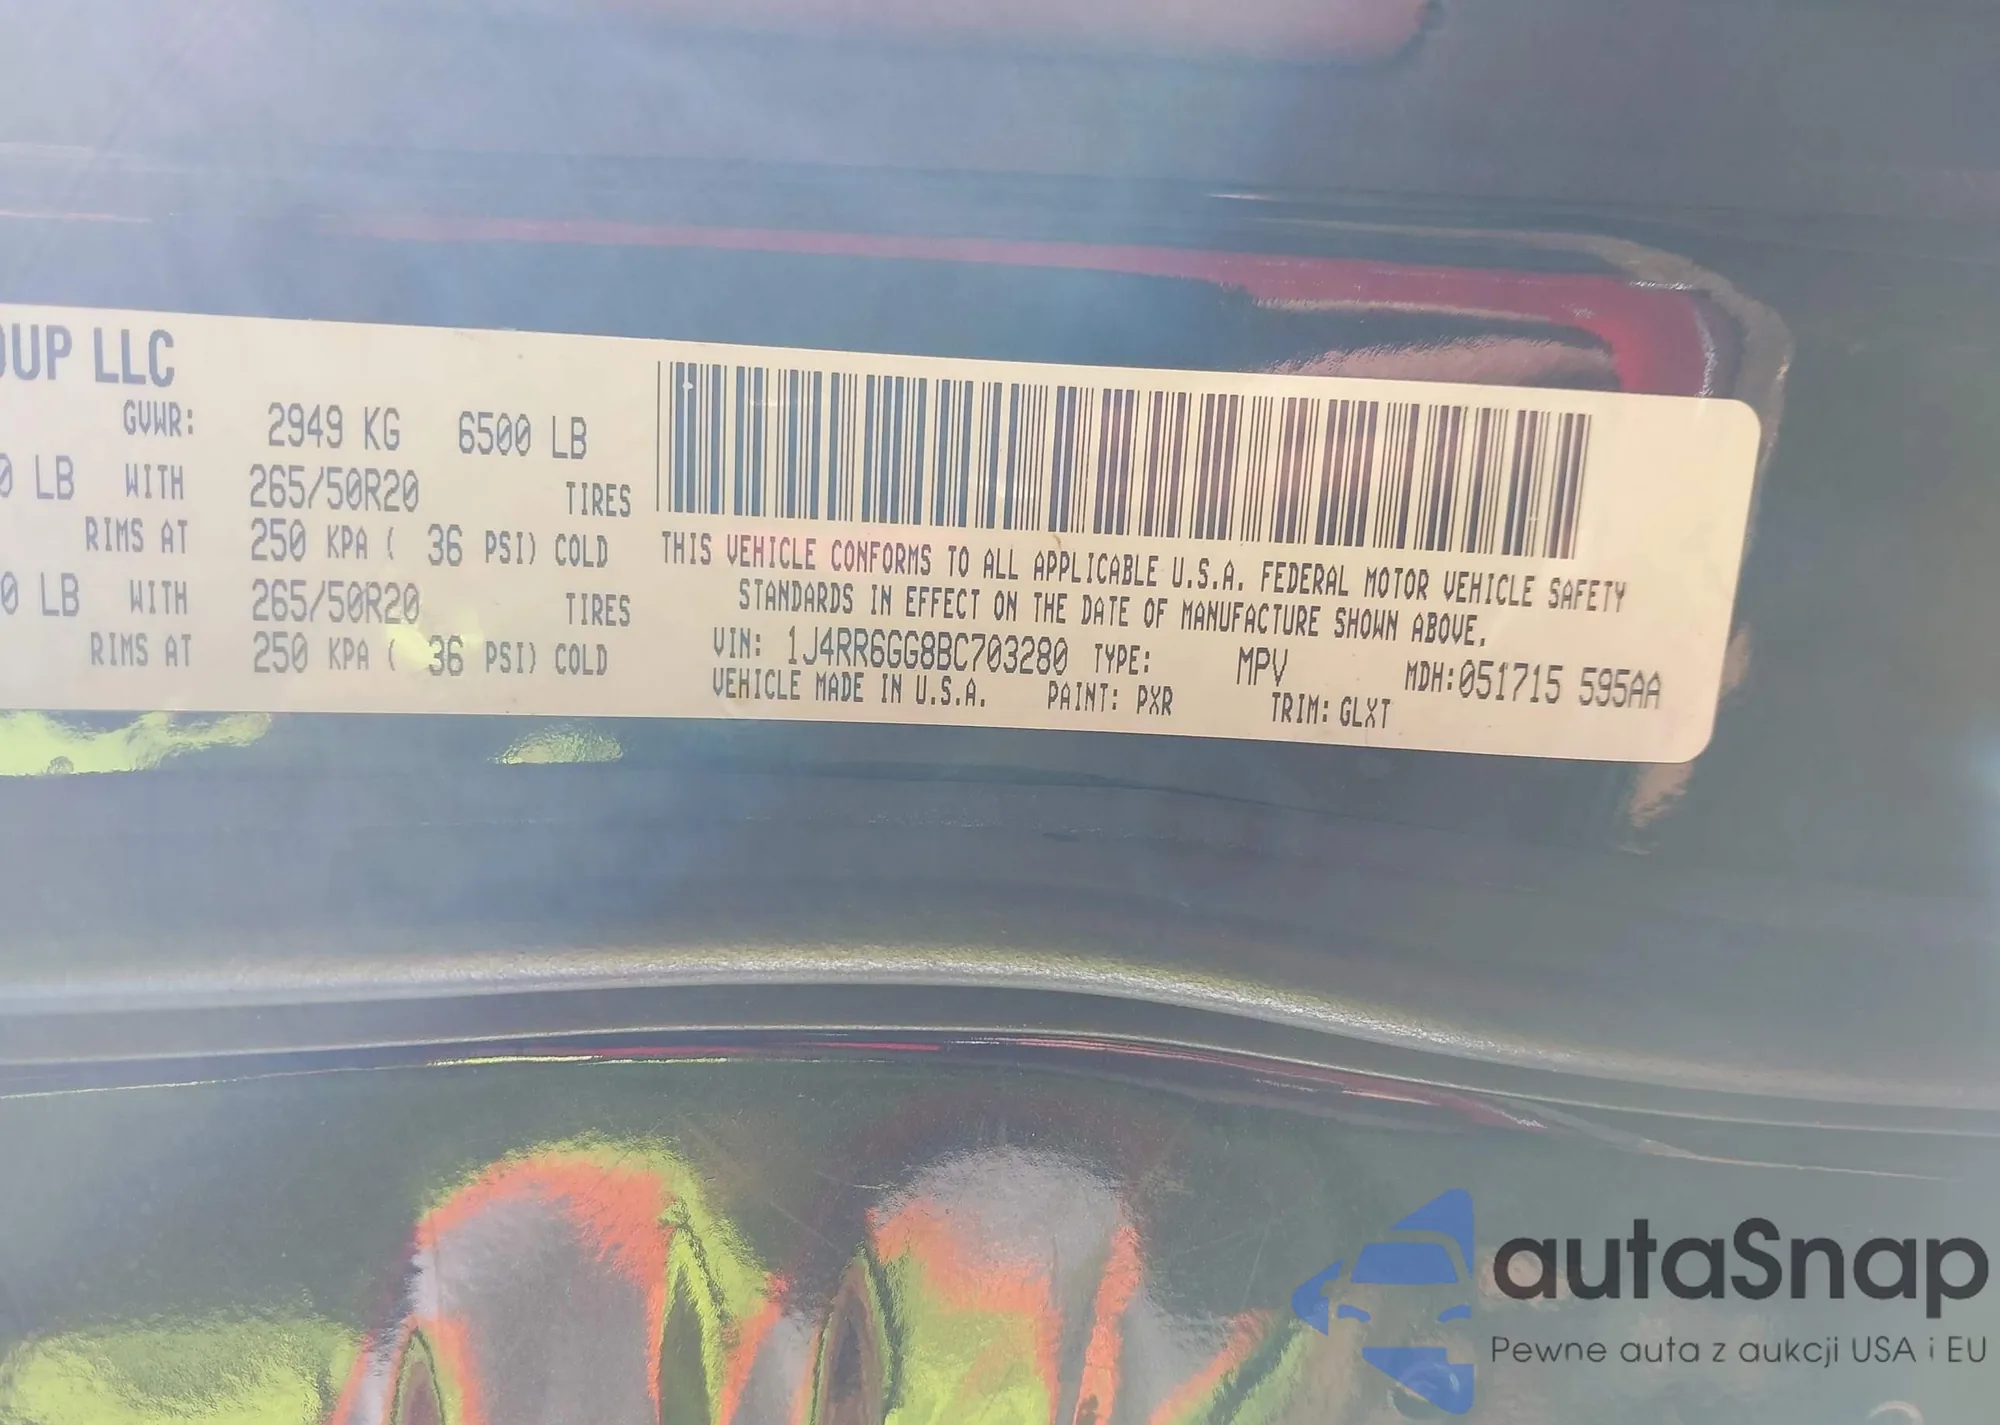 OUP LLC
GVWR: 2949 KG 6500 LB
0 LB WITH 265/50R20 TIRES
RIMS AT 250 KPA ( 36 PSI) COLD
0 LB WITH 265/50R20 TIRES
RIMS AT 250 KPA ( 36 PSI) COLD
THIS VEHICLE CONFORMS TO ALL APPLICABLE U.S.A. FEDERAL MOTOR VEHICLE SAFETY
STANDARDS IN EFFECT ON THE DATE OF MANUFACTURE SHOWN ABOVE.
VIN: 1J4RR6GG8BC703280 TYPE: MPV MDH:051715 595AA
VEHICLE MADE IN U.S.A. PAINT: PXR TRIM: GLXT
autaSnap
Pewne auta z aukcji USA i EU